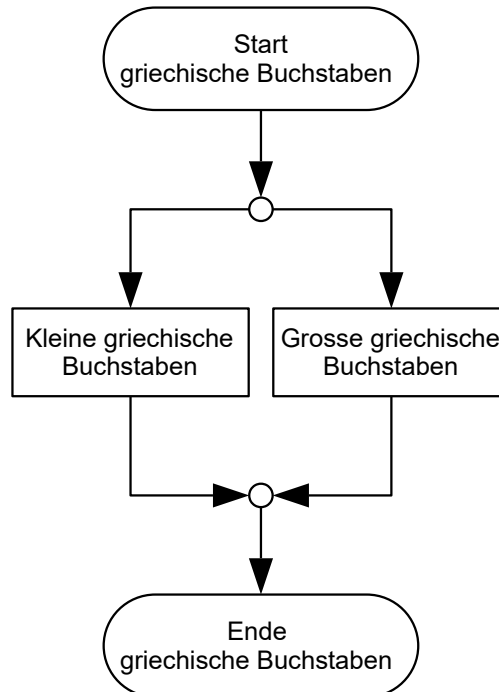 Start
griechische Buchstaben
Kleine griechische
Buchstaben
Grosse griechische
Buchstaben
Ende
griechische Buchstaben